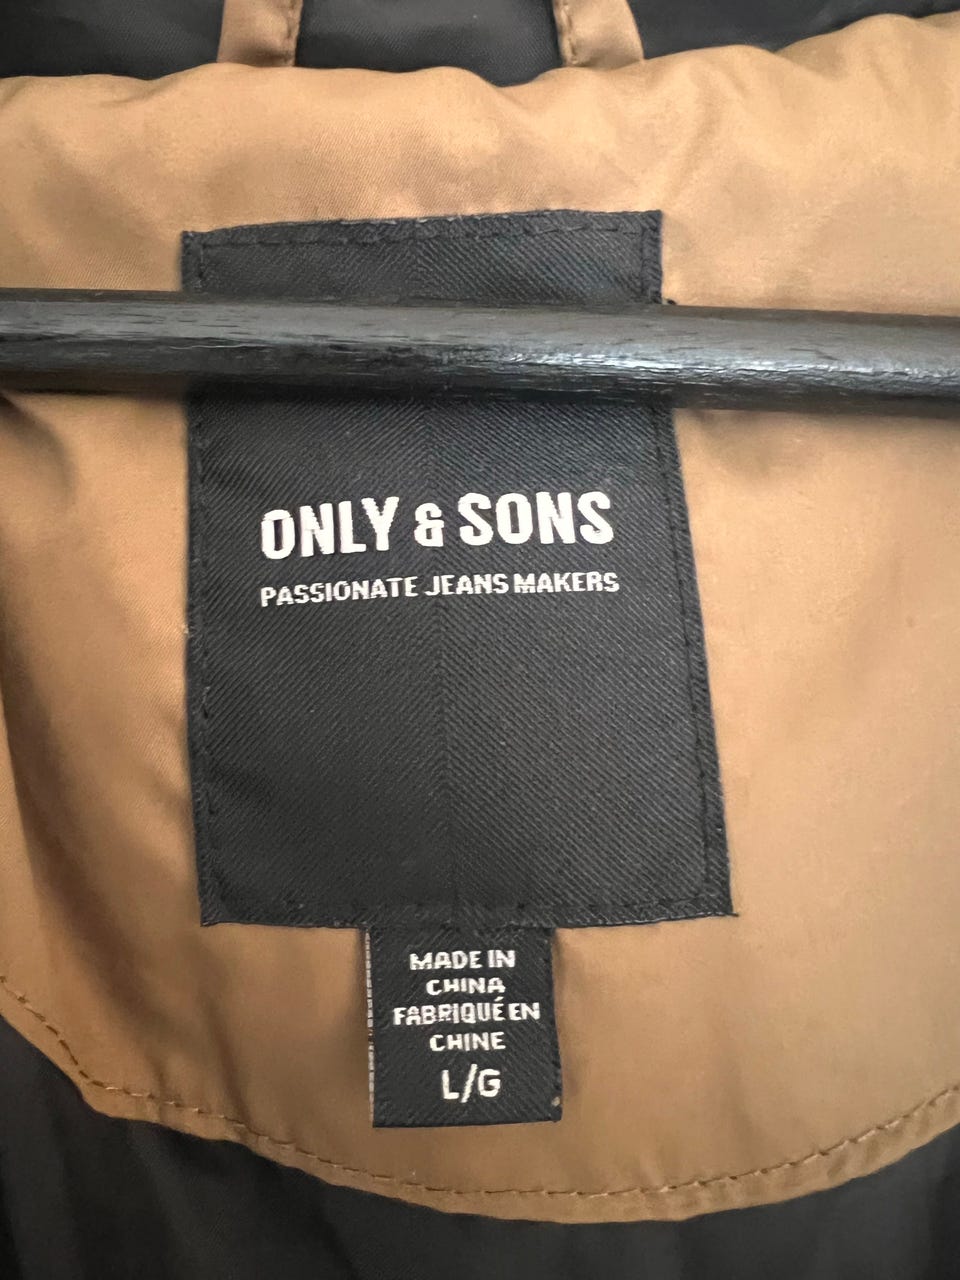 ONLY & SONS
PASSIONATE JEANS MAKERS
MADE IN
CHINA
FABRIQUÉ EN
CHINE
L/G